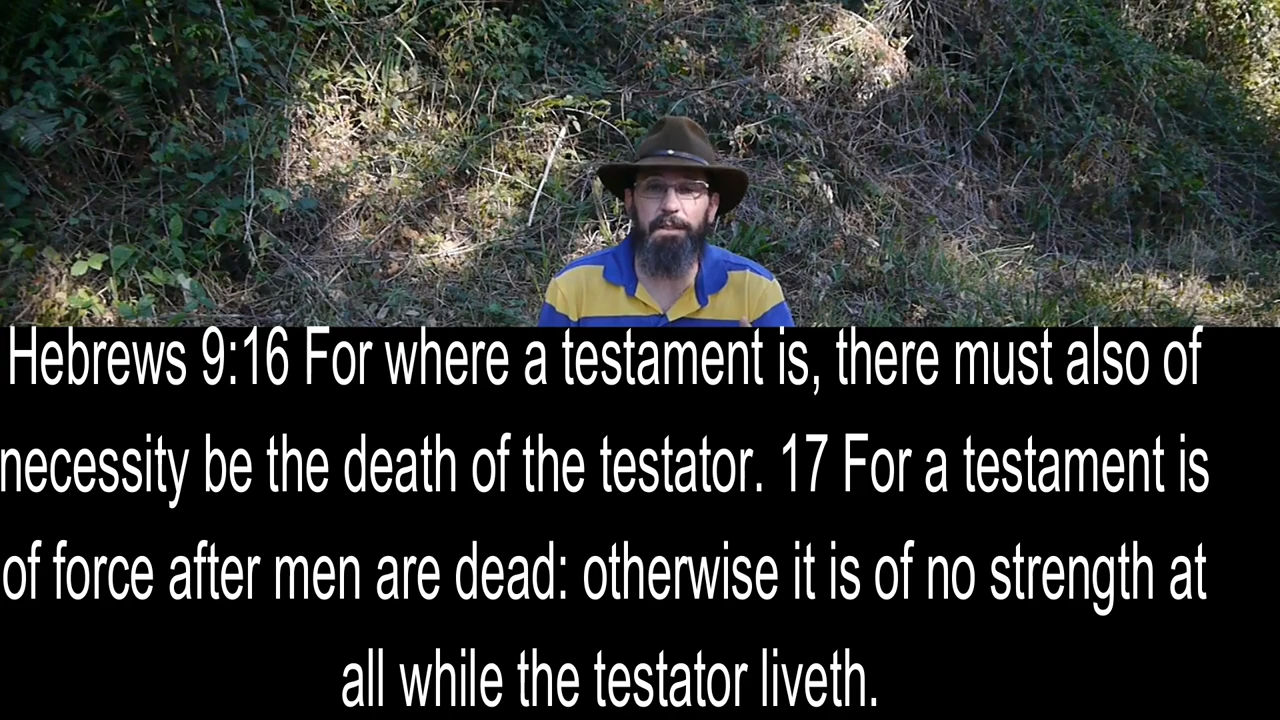 Hebrews 9:16 For where a testament is, there must also of
necessity be the death of the testator. 17 For a testament is
of force after men are dead: otherwise it is of no strength at
all while the testator liveth.